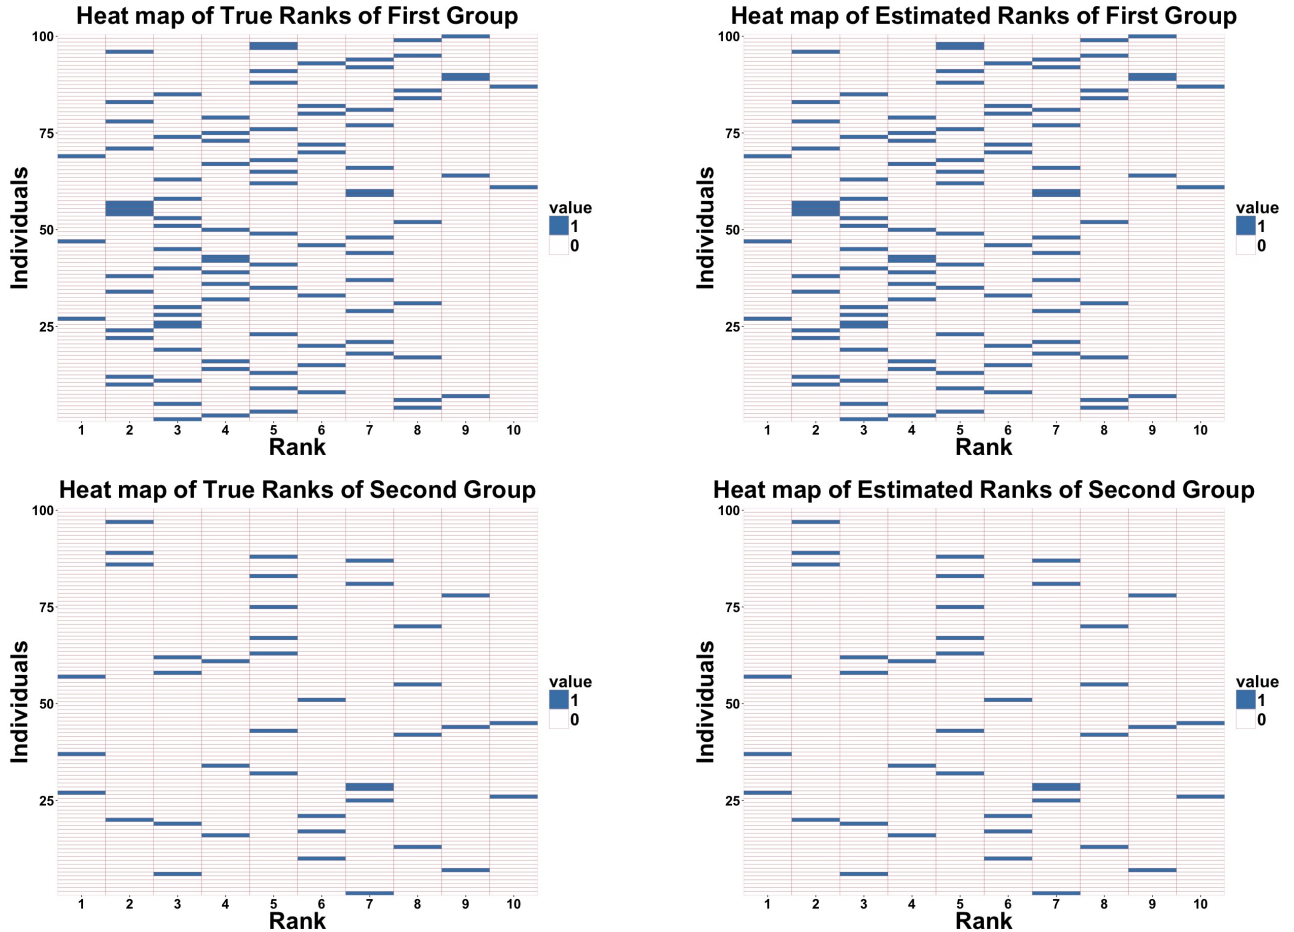 Heat map of True Ranks of First Group
100
75
50
25
Individuals
1 2 3 4 5 6 7 8 9 10
Rank
value
1
0
Heat map of Estimated Ranks of First Group
100
75
50
25
Individuals
1 2 3 4 5 6 7 8 9 10
Rank
value
1
0
Heat map of True Ranks of Second Group
100
75
50
25
Individuals
1 2 3 4 5 6 7 8 9 10
Rank
value
1
0
Heat map of Estimated Ranks of Second Group
100
75
50
25
Individuals
1 2 3 4 5 6 7 8 9 10
Rank
value
1
0